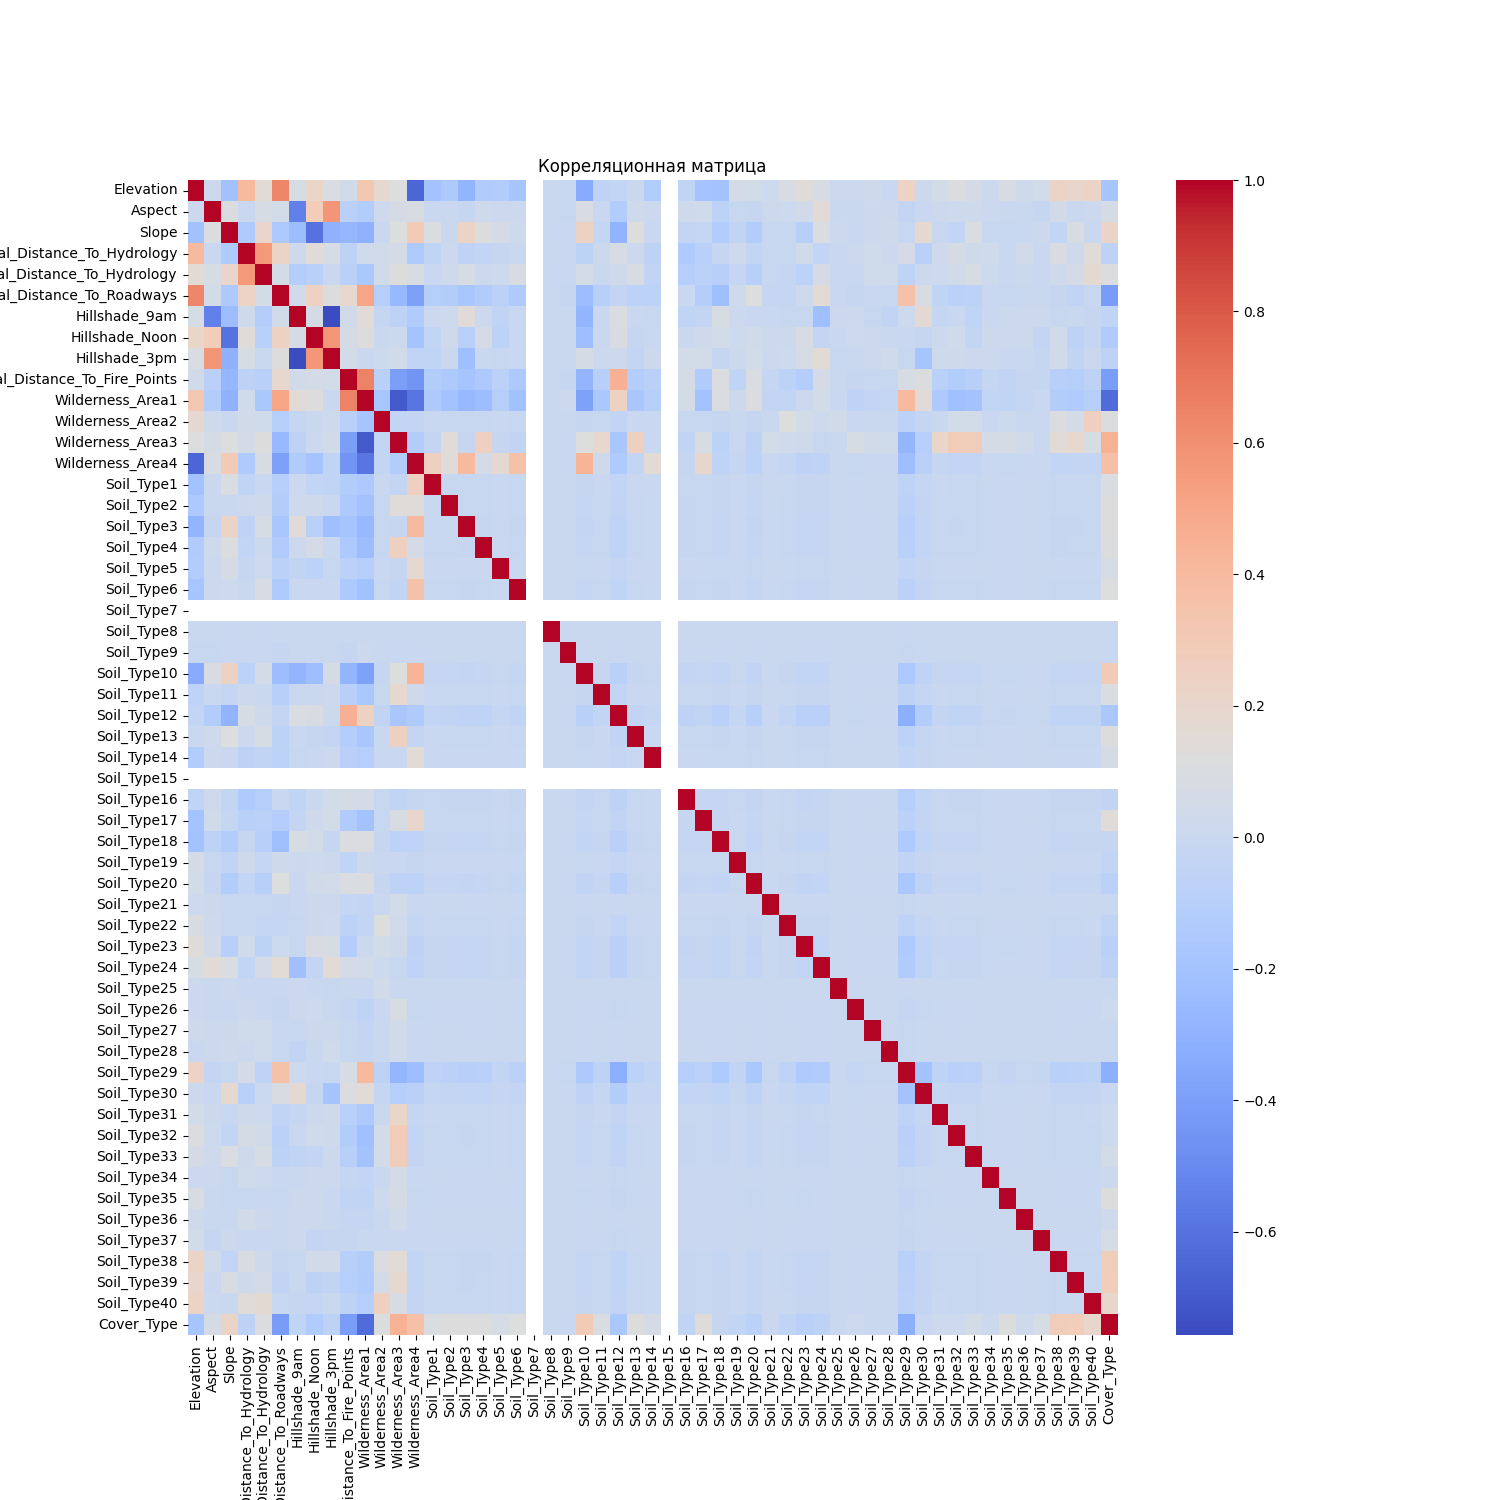 Корреляционная матрица
Elevation
Aspect
Slope
al_Distance_To_Hydrology
al_Distance_To_Hydrology
al_Distance_To_Roadways
Hillshade_9am
Hillshade_Noon
Hillshade_3pm
al_Distance_To_Fire_Points
Wilderness_Area1
Wilderness_Area2
Wilderness_Area3
Wilderness_Area4
Soil_Type1
Soil_Type2
Soil_Type3
Soil_Type4
Soil_Type5
Soil_Type6
Soil_Type7
Soil_Type8
Soil_Type9
Soil_Type10
Soil_Type11
Soil_Type12
Soil_Type13
Soil_Type14
Soil_Type15
Soil_Type16
Soil_Type17
Soil_Type18
Soil_Type19
Soil_Type20
Soil_Type21
Soil_Type22
Soil_Type23
Soil_Type24
Soil_Type25
Soil_Type26
Soil_Type27
Soil_Type28
Soil_Type29
Soil_Type30
Soil_Type31
Soil_Type32
Soil_Type33
Soil_Type34
Soil_Type35
Soil_Type36
Soil_Type37
Soil_Type38
Soil_Type39
Soil_Type40
Cover_Type
Elevation
Aspect
Slope
Distance_To_Hydrology
Distance_To_Hydrology
Distance_To_Roadways
Hillshade_9am
Hillshade_Noon
Hillshade_3pm
istance_To_Fire_Points
Wilderness_Area1
Wilderness_Area2
Wilderness_Area3
Wilderness_Area4
Soil_Type1
Soil_Type2
Soil_Type3
Soil_Type4
Soil_Type5
Soil_Type6
Soil_Type7
Soil_Type8
Soil_Type9
Soil_Type10
Soil_Type11
Soil_Type12
Soil_Type13
Soil_Type14
Soil_Type15
Soil_Type16
Soil_Type17
Soil_Type18
Soil_Type19
Soil_Type20
Soil_Type21
Soil_Type22
Soil_Type23
Soil_Type24
Soil_Type25
Soil_Type26
Soil_Type27
Soil_Type28
Soil_Type29
Soil_Type30
Soil_Type31
Soil_Type32
Soil_Type33
Soil_Type34
Soil_Type35
Soil_Type36
Soil_Type37
Soil_Type38
Soil_Type39
Soil_Type40
Cover_Type
1.0
0.8
0.6
0.4
0.2
0.0
−0.2
−0.4
−0.6